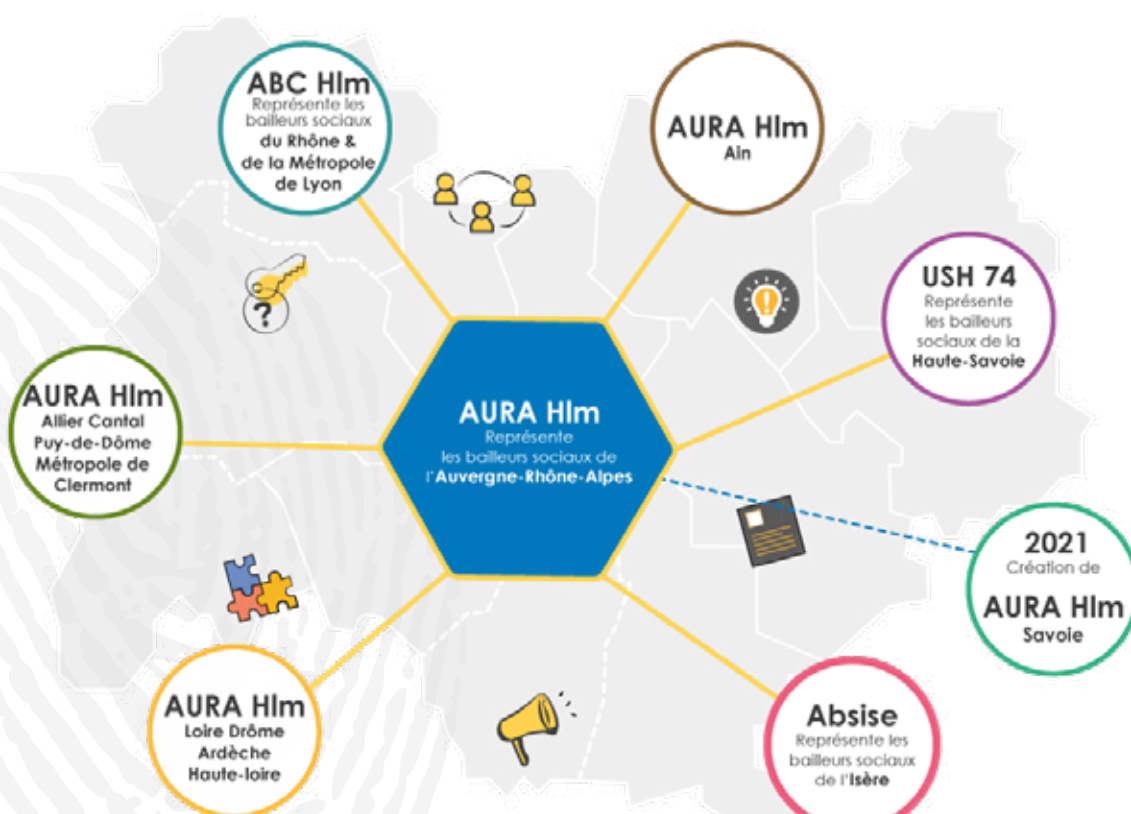 ABC Hlm
Représente les
bailleurs sociaux
du Rhône &
de la Métropole
de Lyon
AURA Hlm
Ain
USH 74
Représente
les bailleurs
sociaux de la
Haute-Savoie
?
AURA Hlm
Allier Cantal
Puy-de-Dôme
Métropole de
Clermont
AURA Hlm
Représente
les bailleurs sociaux de
l'Auvergne-Rhône-Alpes
2021
Création de
AURA Hlm
Savoie
AURA Hlm
Loire Drôme
Ardèche
Haute-loire
Absise
Représente les
bailleurs sociaux
de l'Isère